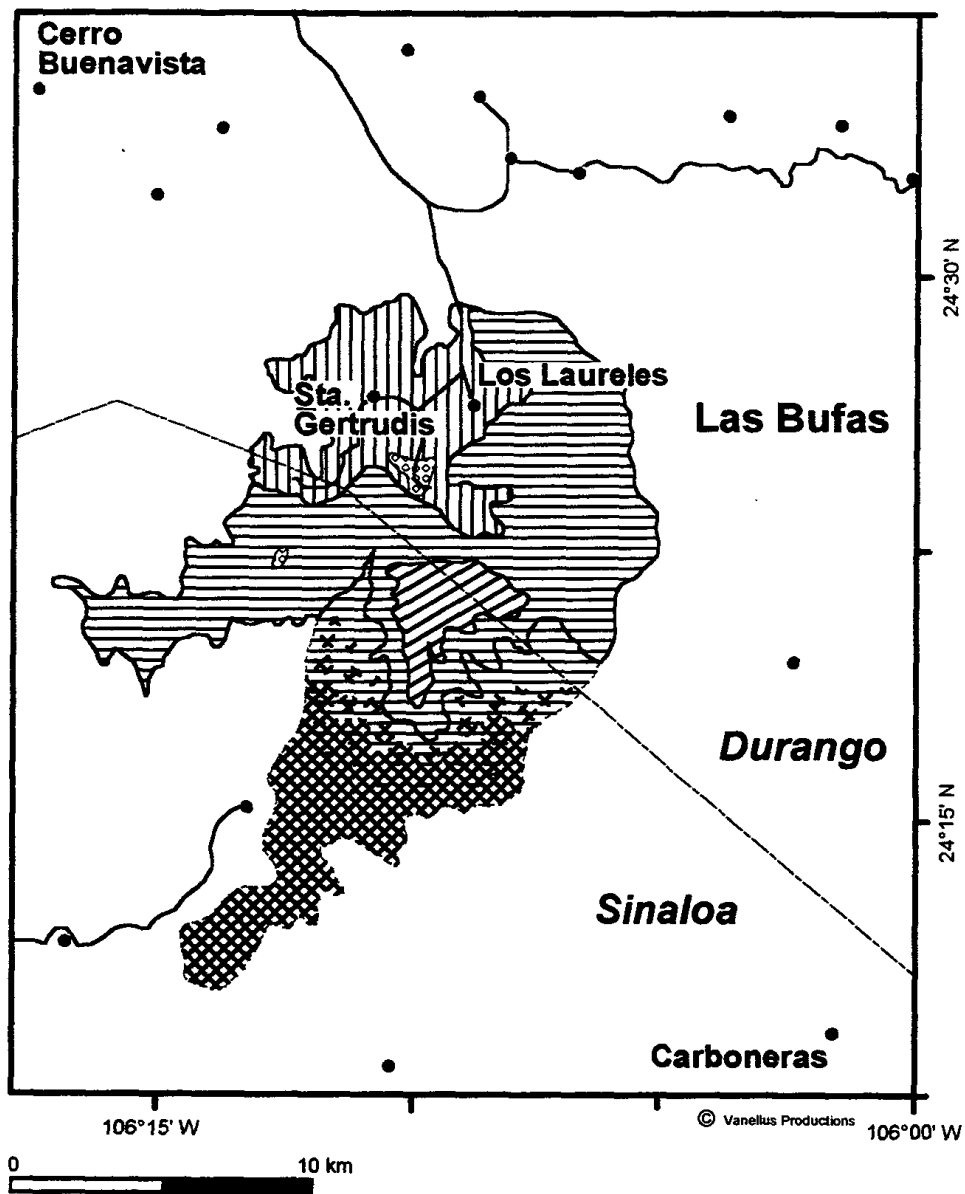 Cerro
Buenavista
24°30' N
Los Laureles
Sta.
Gertrudis
Las Bufas
Durango
24°15' N
Sinaloa
Carboneras
© Vanellus Productions
106°15' W
106°00' W
0
10 km